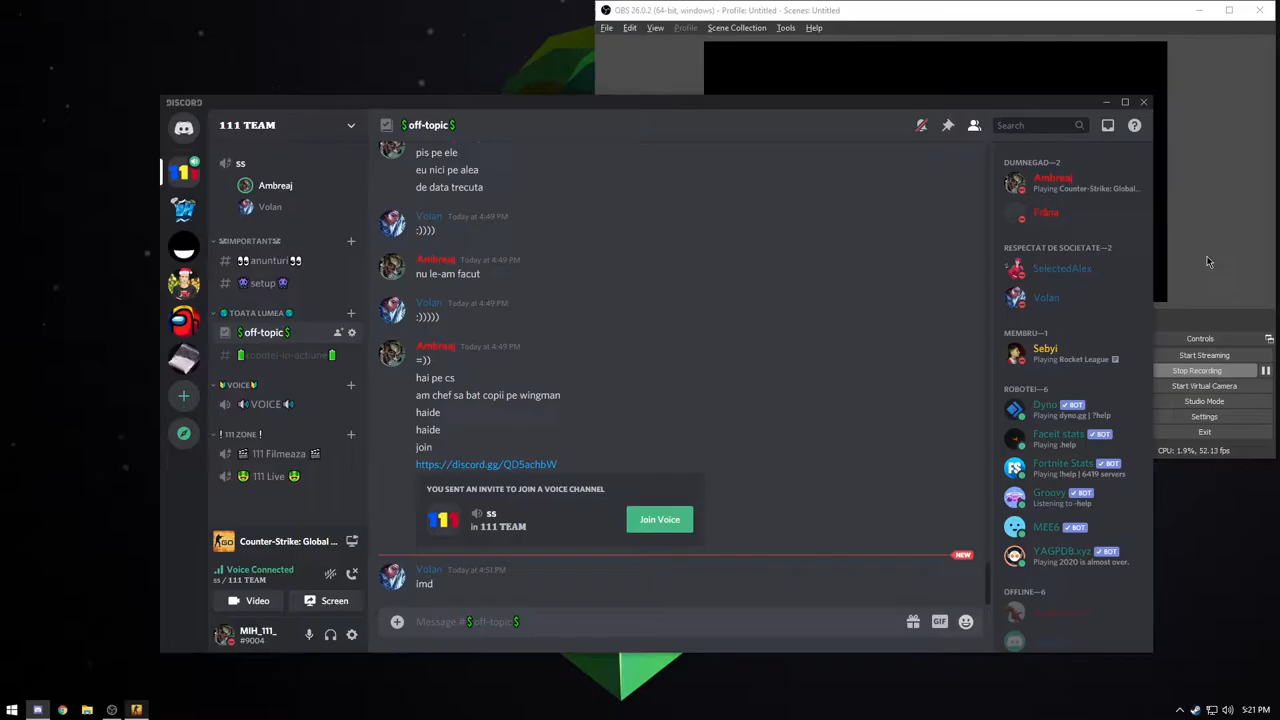 OBS 26.0.2 (64-bit, windows) - Profile: Untitled - Scenes: Untitled
File Edit View Profile Scene Collection Tools Help
DISCORD
111 TEAM
$off-topic$
Search
ss
Ambreaj
Volan
IMPORTANT
anunturi
setup
TOATA LUMEA
$off-topic$
robotei-in-actiune
VOICE
VOICE
! 111 ZONE !
111 Filmeaza
111 Live
Counter-Strike: Global ...
Voice Connected
ss / 111 TEAM
Video
Screen
MIH_111_
#9004
pis pe ele
eu nici pe alea
de data trecuta
Volan Today at 4:49 PM
:))))
Ambreaj Today at 4:49 PM
nu le-am facut
Volan Today at 4:49 PM
:)))))
Ambreaj Today at 4:49 PM
=))
hai pe cs
am chef sa bat copii pe wingman
haide
haide
join
https://discord.gg/QD5achbW
YOU SENT AN INVITE TO JOIN A VOICE CHANNEL
111
ss
in 111 TEAM
Join Voice
NEW
Volan Today at 4:51 PM
imd
Message #$off-topic$
GIF
DUMNEGAD—2
Ambreaj
Playing Counter-Strike: Global...
Frâna
RESPECTAT DE SOCIETATE—2
SelectedAlex
Volan
MEMBRU—1
Sebyi
Playing Rocket League
ROBOTEI—6
Dyno BOT
Playing dyno.gg | ?help
Faceit stats BOT
Playing .help
Fortnite Stats BOT
Playing !help | 6419 servers
Groovy BOT
Listening to -help
MEE6 BOT
YAGPDB.xyz BOT
Playing 2020 is almost over.
OFFLINE—6
Controls
Start Streaming
Stop Recording
Start Virtual Camera
Studio Mode
Settings
Exit
CPU: 1.9%, 52.13 fps
5:21 PM